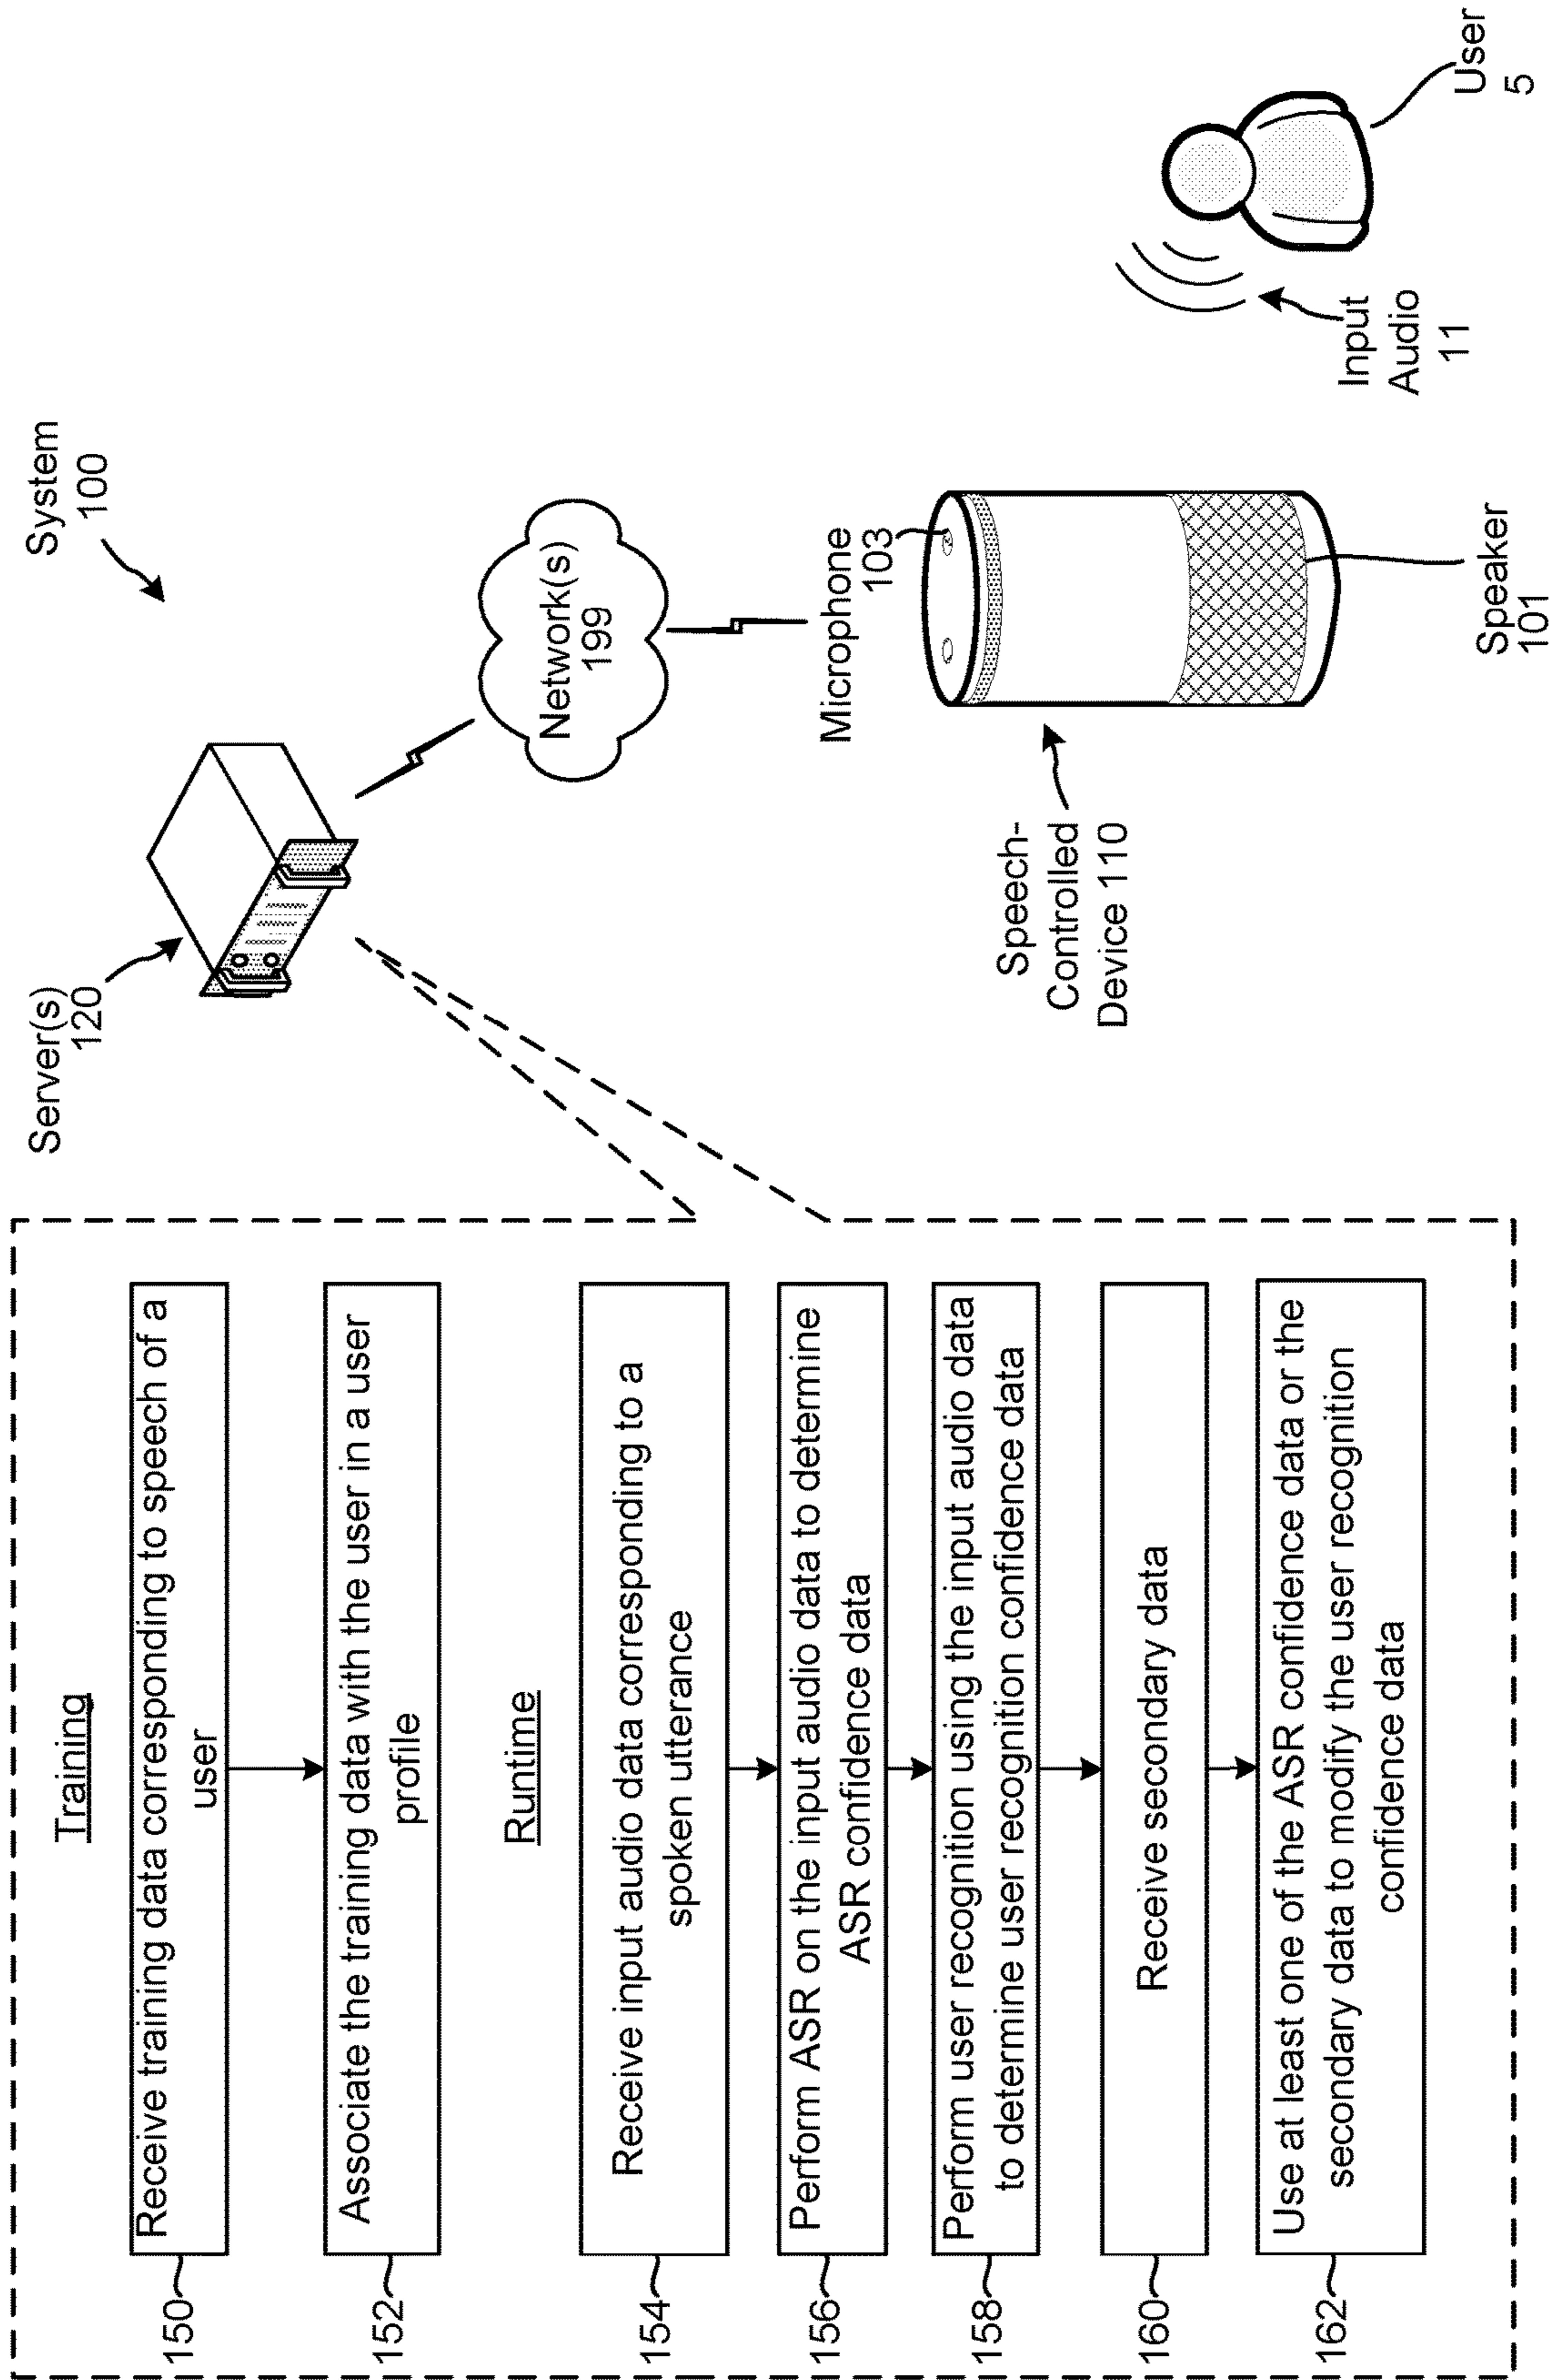 System
100
Server(s)
120
Network(s)
199
Microphone
103
Speech-
Controlled
Device 110
Speaker
101
Input
Audio
11
User
5
Training
150
Receive training data corresponding to speech of a
user
152
Associate the training data with the user in a user
profile
Runtime
154
Receive input audio data corresponding to a
spoken utterance
156
Perform ASR on the input audio data to determine
ASR confidence data
158
Perform user recognition using the input audio data
to determine user recognition confidence data
160
Receive secondary data
162
Use at least one of the ASR confidence data or the
secondary data to modify the user recognition
confidence data